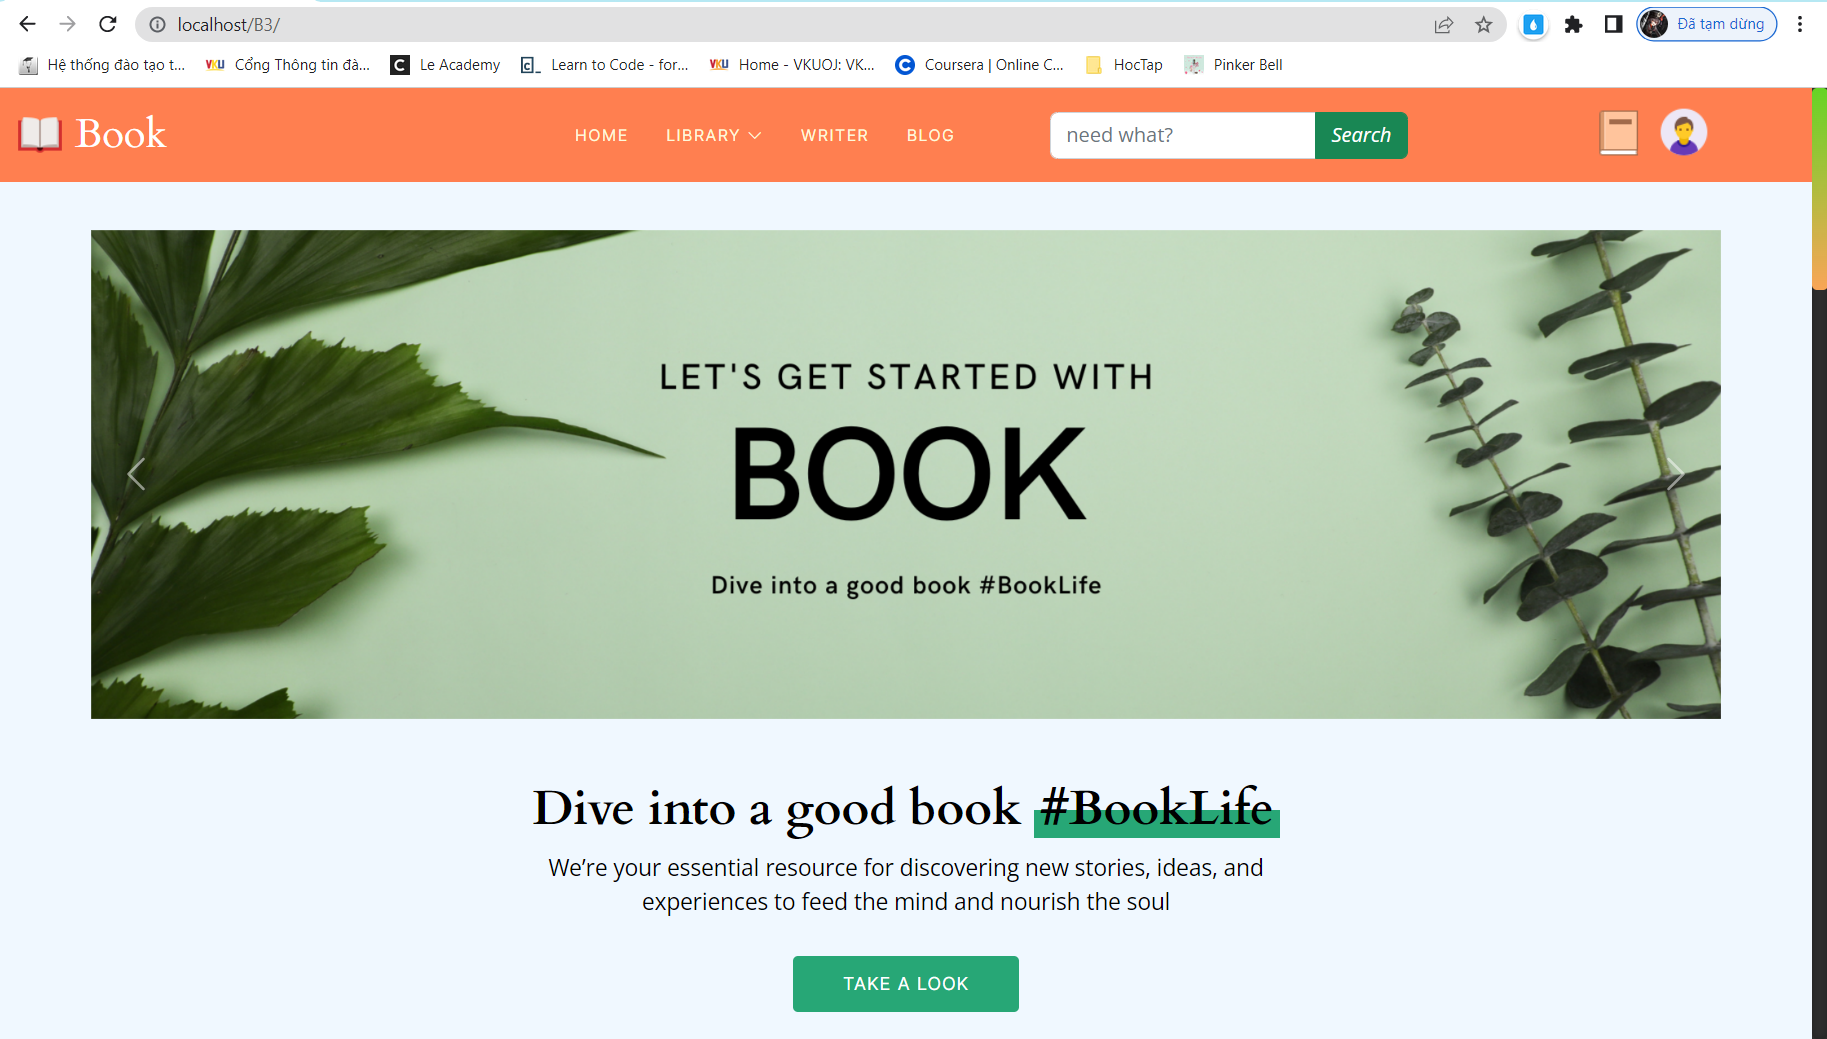 localhost/B3/
Đã tạm dừng
Hệ thống đào tạo t...
VKU Cổng Thông tin đà...
C Le Academy
c_ Learn to Code - for...
VKU Home - VKUOJ: VK...
C Coursera | Online C...
HocTap
Pinker Bell
Book
HOME
LIBRARY
WRITER
BLOG
need what?
Search
LET'S GET STARTED WITH
BOOK
Dive into a good book #BookLife
Dive into a good book #BookLife
We’re your essential resource for discovering new stories, ideas, and
experiences to feed the mind and nourish the soul
TAKE A LOOK